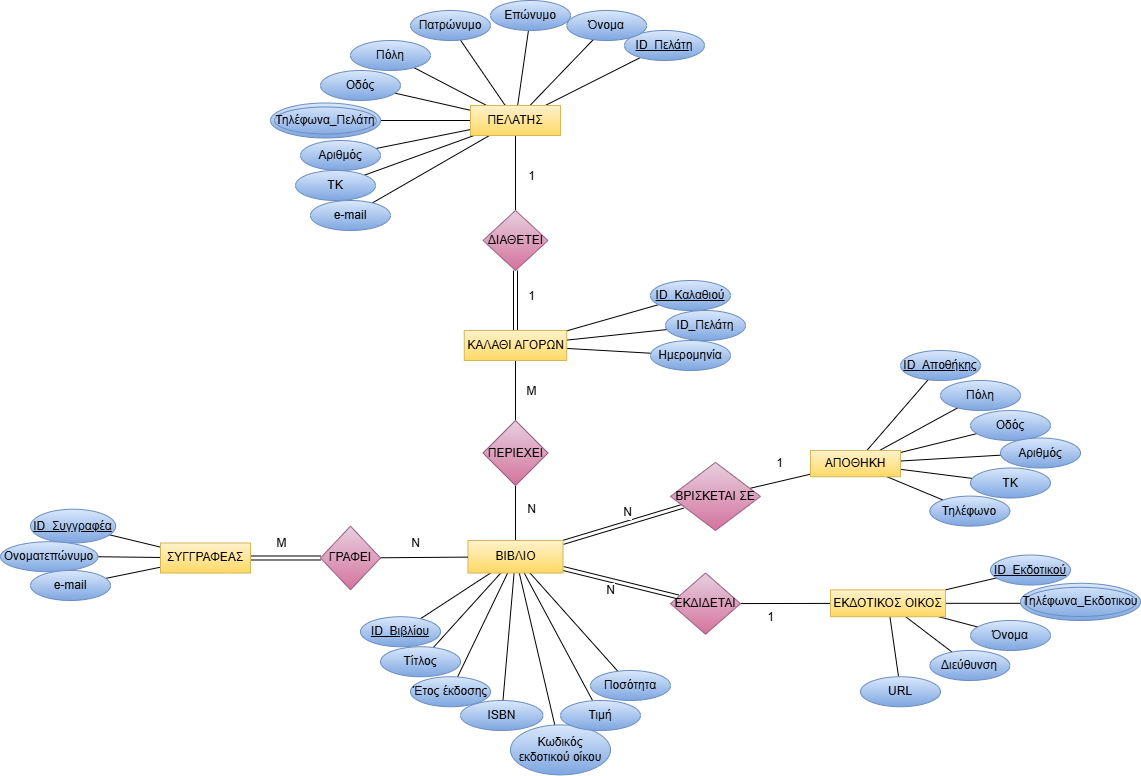 Επώνυμο
Πατρώνυμο
Όνομα
ID_Πελάτη
Πόλη
Οδός
Τηλέφωνα_Πελάτη
ΠΕΛΑΤΗΣ
Αριθμός
ΤΚ
e-mail
1
ΔΙΑΘΕΤΕΙ
1
ID_Καλαθιού
ID_Πελάτη
ΚΑΛΑΘΙ ΑΓΟΡΩΝ
Ημερομηνία
M
ΠΕΡΙΕΧΕΙ
N
ID_Αποθήκης
Πόλη
Οδός
Αριθμός
ΑΠΟΘΗΚΗ
1
ΤΚ
Τηλέφωνο
ΒΡΙΣΚΕΤΑΙ ΣΕ
N
ID_Συγγραφέα
Ονοματεπώνυμο
e-mail
ΣΥΓΓΡΑΦΕΑΣ
M
ΓΡΑΦΕΙ
N
ΒΙΒΛΙΟ
N
ΕΚΔΙΔΕΤΑΙ
1
ΕΚΔΟΤΙΚΟΣ ΟΙΚΟΣ
ID_Εκδοτικού
Τηλέφωνα_Εκδοτικού
Όνομα
Διεύθυνση
URL
ID_Βιβλίου
Τίτλος
Έτος έκδοσης
ISBN
Κωδικός
εκδοτικού οίκου
Τιμή
Ποσότητα